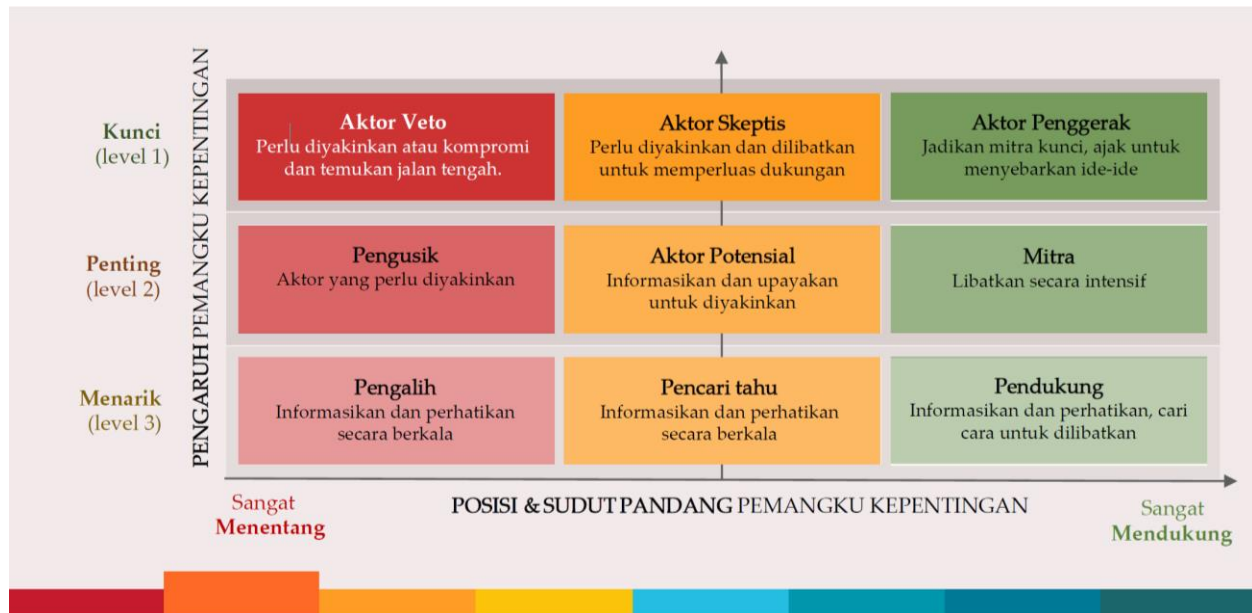 PENGARUH PEMANGKU KEPENTINGAN
Kunci
(level 1)
Aktor Veto
Perlu diyakinkan atau kompromi
dan temukan jalan tengah.
Aktor Skeptis
Perlu diyakinkan dan dilibatkan
untuk memperluas dukungan
Aktor Penggerak
Jadikan mitra kunci, ajak untuk
menyebarkan ide-ide
Penting
(level 2)
Pengusik
Aktor yang perlu diyakinkan
Aktor Potensial
Informasikan dan upayakan
untuk diyakinkan
Mitra
Libatkan secara intensif
Menarik
(level 3)
Pengalih
Informasikan dan perhatikan
secara berkala
Pencari tahu
Informasikan dan perhatikan
secara berkala
Pendukung
Informasikan dan perhatikan, cari
cara untuk dilibatkan
Sangat
Menentang
POSISI & SUDUT PANDANG PEMANGKU KEPENTINGAN
Sangat
Mendukung